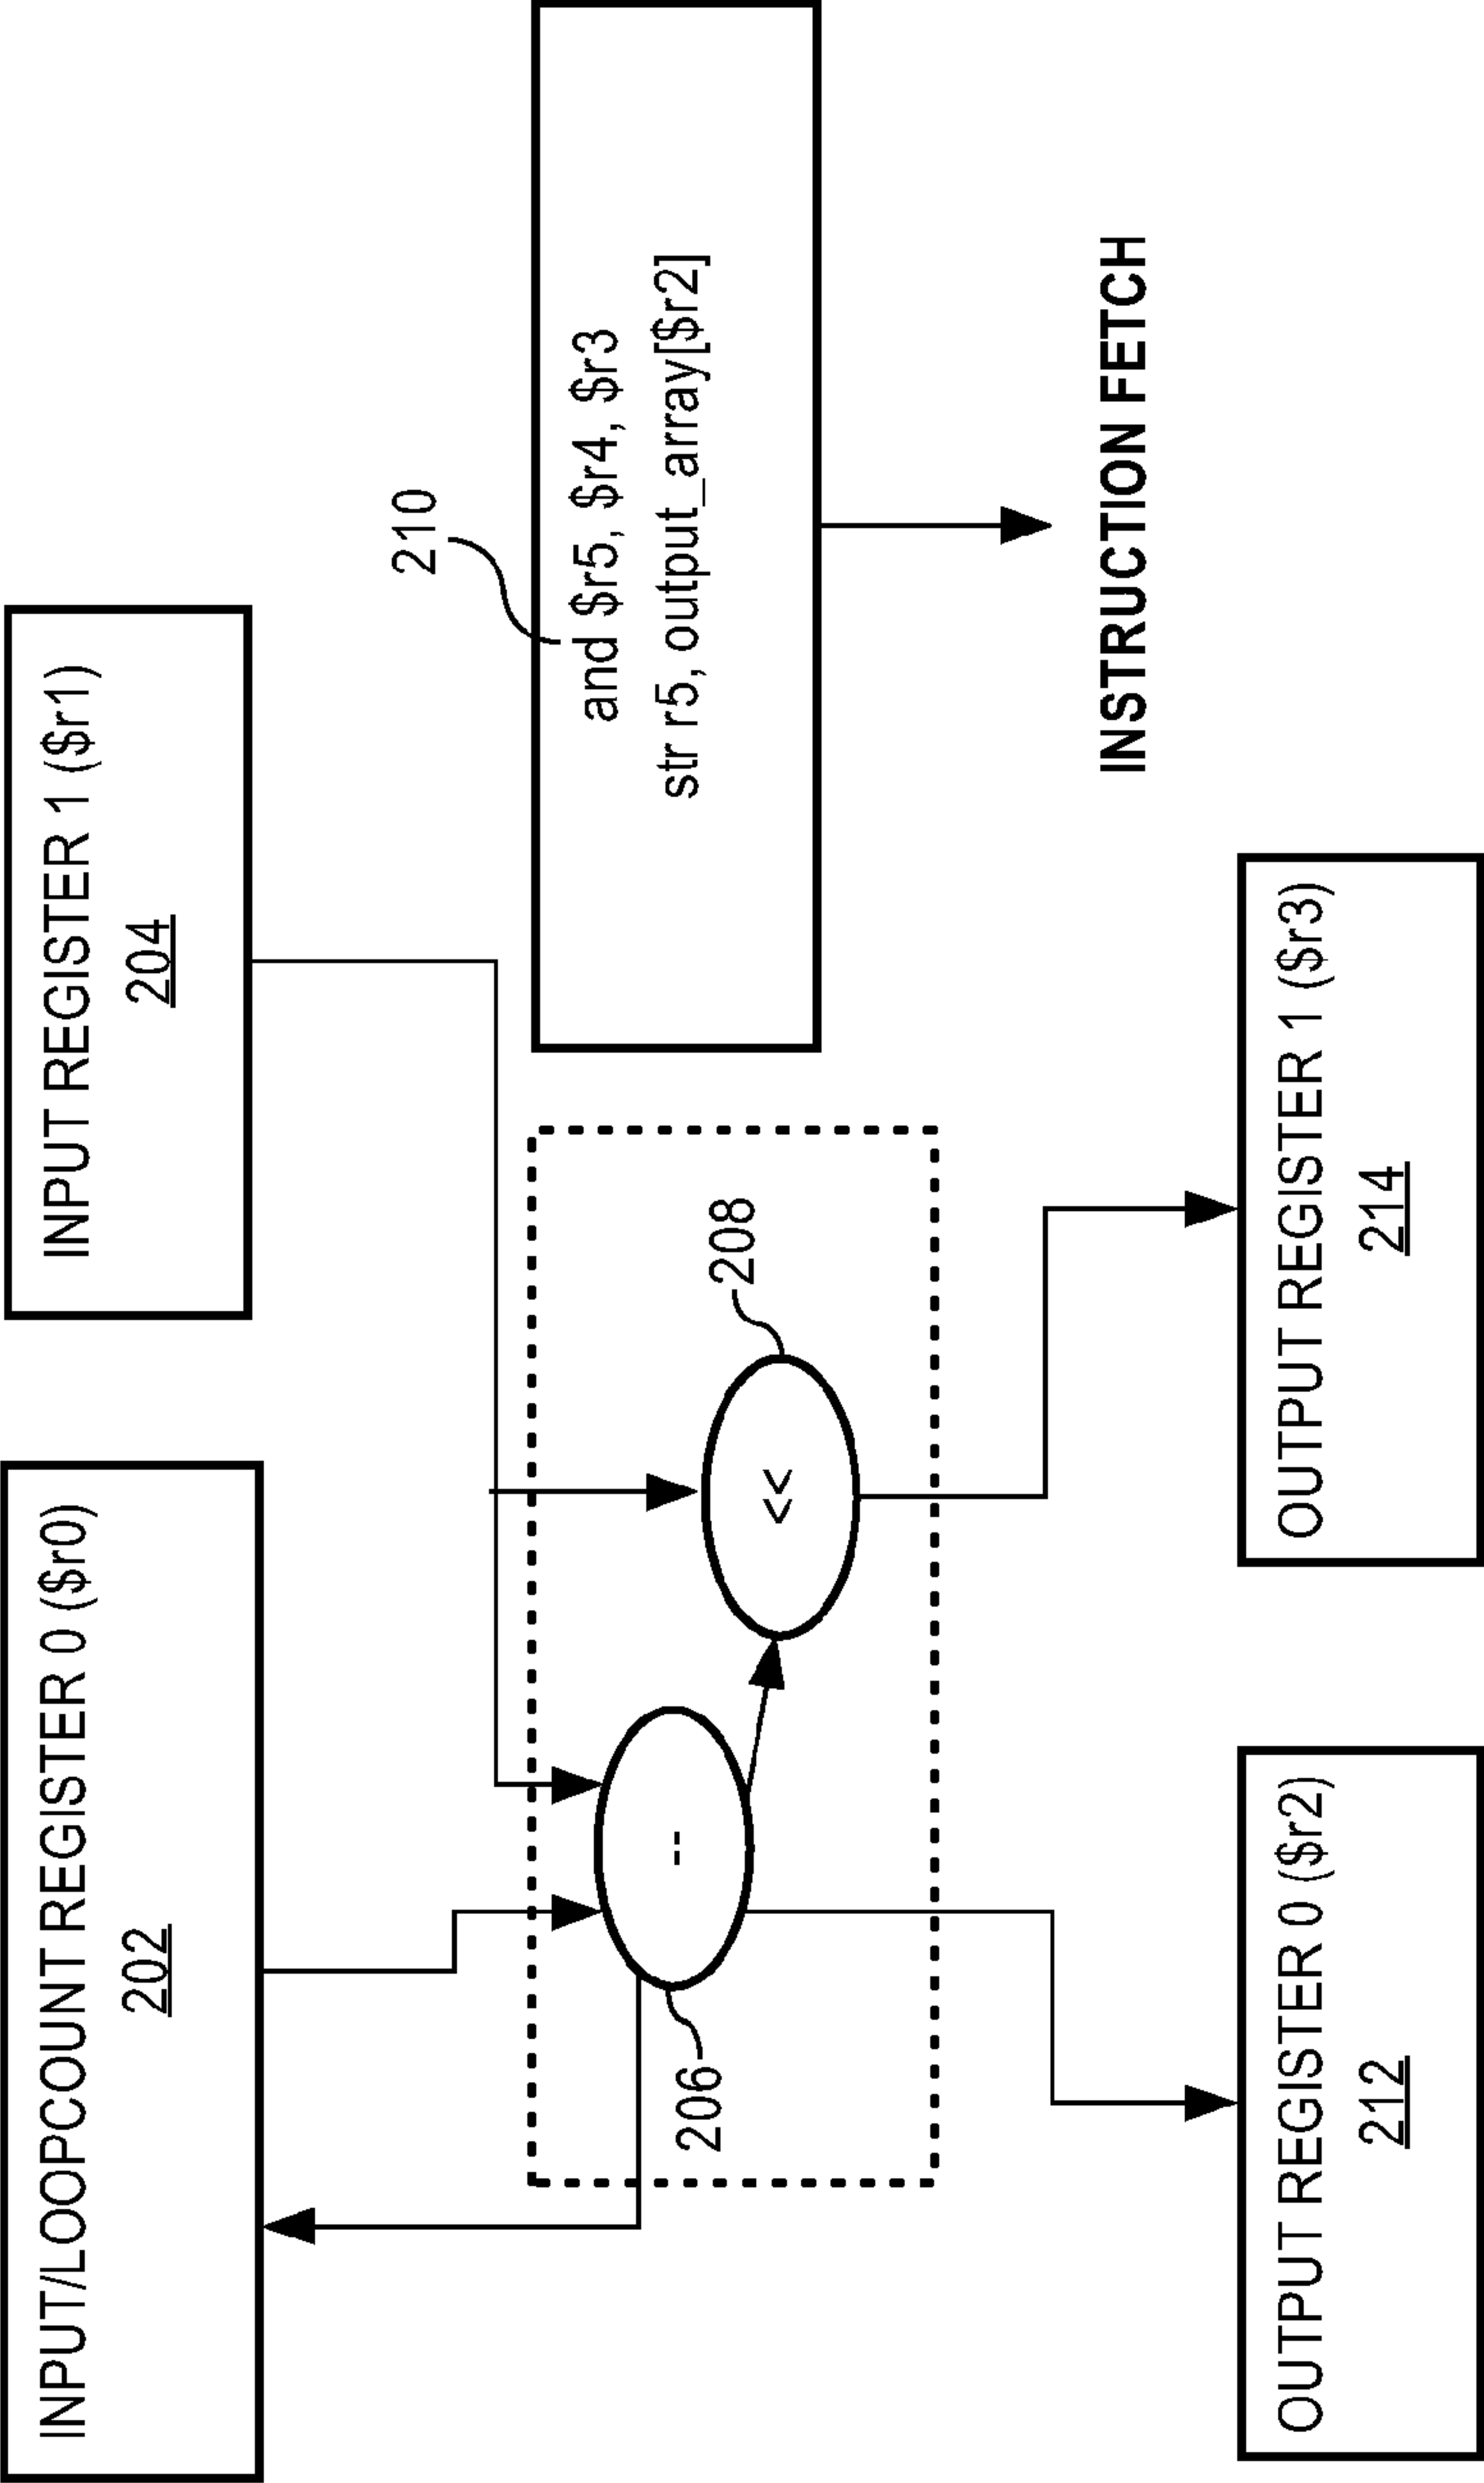 INPUT/LOOPCOUNT REGISTER 0 ($r0)
202
INPUT REGISTER 1 ($r1)
204
210
and $r5, $r4, $r3
str r5, output_array[$r2]
206
--
208
<<
INSTRUCTION FETCH
OUTPUT REGISTER 0 ($r2)
212
OUTPUT REGISTER 1 ($r3)
214